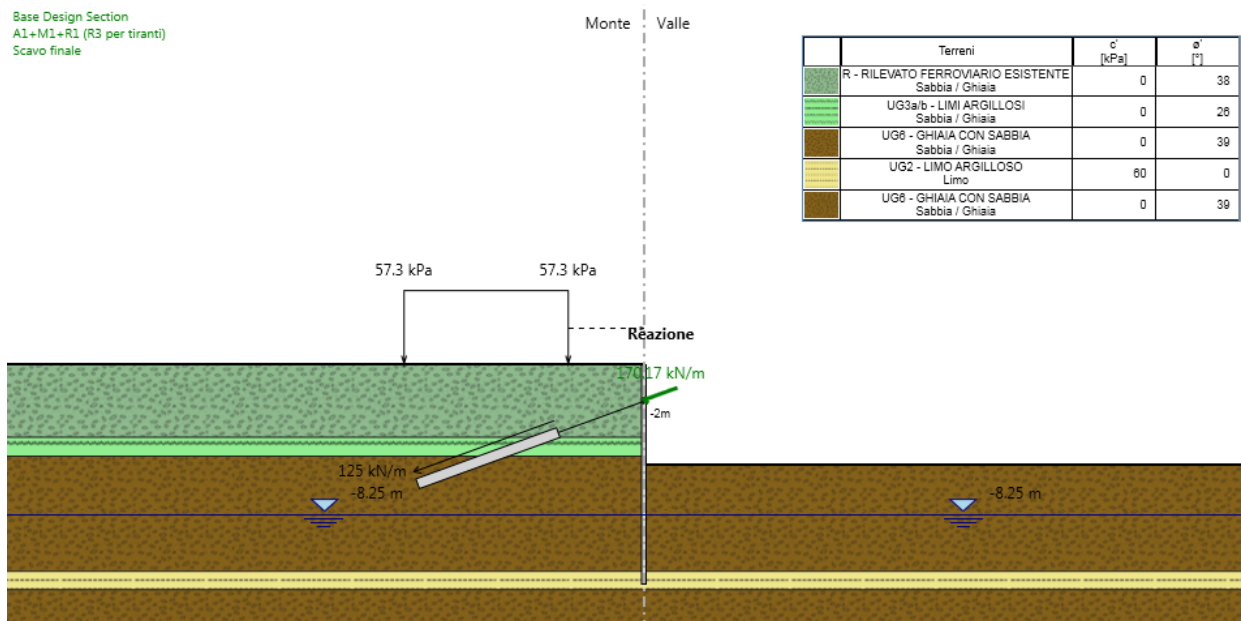 Base Design Section
A1+M1+R1 (R3 per tiranti)
Scavo finale
Monte
Valle
Terreni c' [kPa] ø' [°]
R - RILEVATO FERROVIARIO ESISTENTE
Sabbia / Ghiaia 0 38
UG3a/b - LIMI ARGILLOSI
Sabbia / Ghiaia 0 26
UG6 - GHIAIA CON SABBIA
Sabbia / Ghiaia 0 39
UG2 - LIMO ARGILLOSO
Limo 60 0
UG6 - GHIAIA CON SABBIA
Sabbia / Ghiaia 0 39
57.3 kPa
57.3 kPa
Reazione
170.17 kN/m
-2m
125 kN/m
-8.25 m
-8.25 m